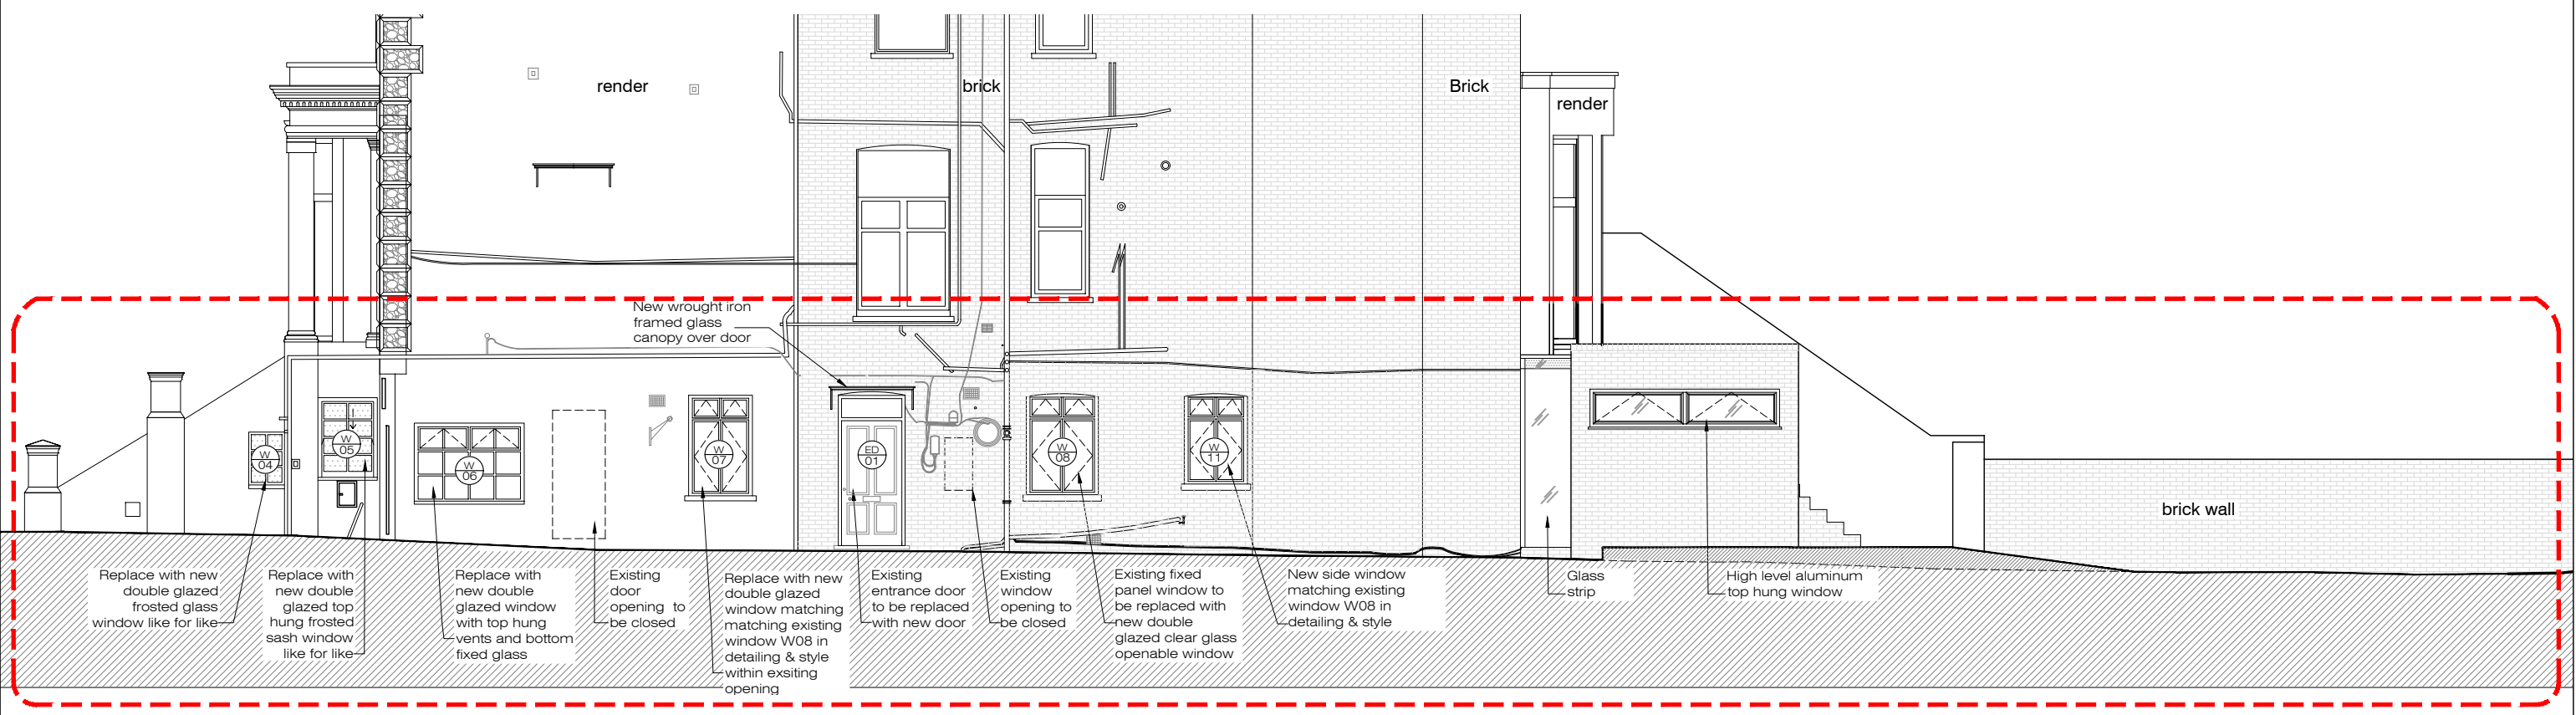 render
brick
Brick
render
New wrought iron
framed glass
canopy over door
W
04
W
05
W
06
W
07
ED
01
W
08
W
11
brick wall
Replace with new
double glazed
frosted glass
window like for like
Replace with
new double
glazed top
hung frosted
sash window
like for like
Replace with
new double
glazed window
with top hung
vents and bottom
fixed glass
Existing
door
opening to
be closed
Replace with new
double glazed
window matching
matching existing
window W08 in
detailing & style
within exsiting
opening
Existing
entrance door
to be replaced
with new door
Existing
window
opening to
be closed
Existing fixed
panel window to
be replaced with
new double
glazed clear glass
openable window
New side window
matching existing
window W08 in
detailing & style
Glass
strip
High level aluminum
top hung window